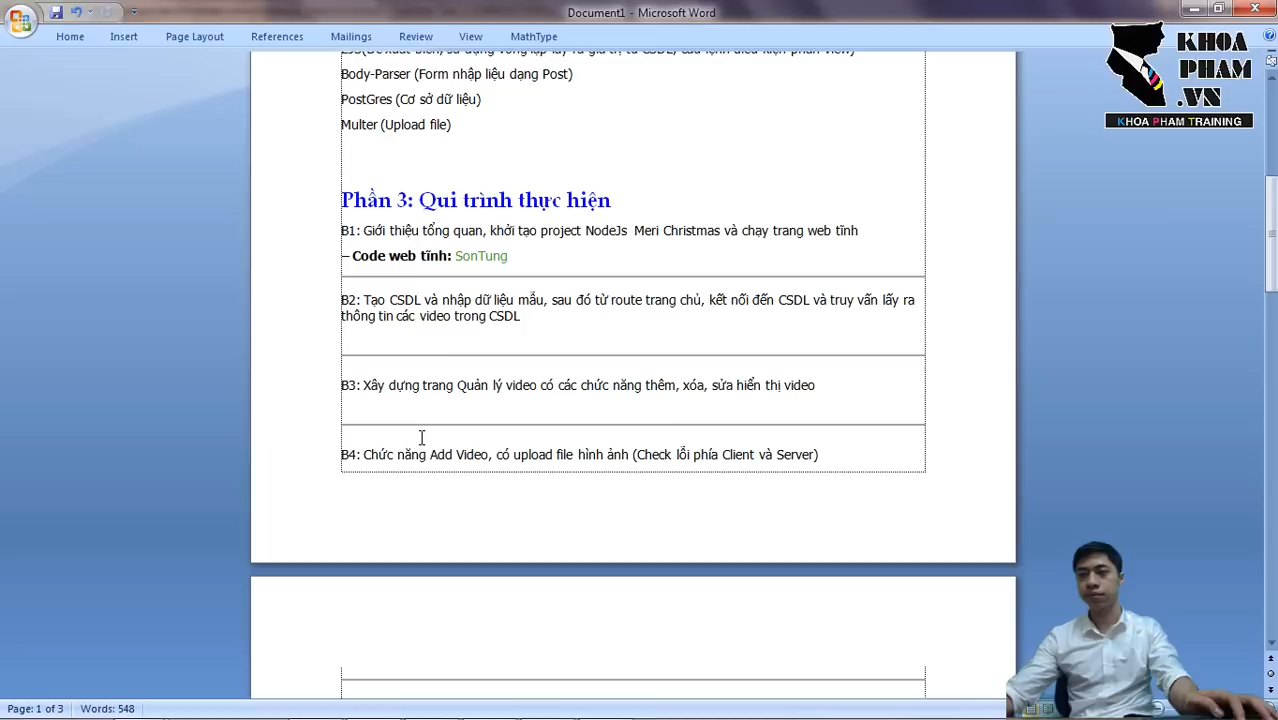 Document1 - Microsoft Word
Home Insert Page Layout References Mailings Review View MathType
KHOA
PHAM
.VN
KHOA PHAM TRAINING
Body-Parser (Form nhập liệu dạng Post)
PostGres (Cơ sở dữ liệu)
Multer (Upload file)
Phần 3: Qui trình thực hiện
B1: Giới thiệu tổng quan, khởi tạo project NodeJs Meri Christmas và chạy trang web tĩnh
– Code web tĩnh: SonTung
B2: Tạo CSDL và nhập dữ liệu mẫu, sau đó từ route trang chủ, kết nối đến CSDL và truy vấn lấy ra
thông tin các video trong CSDL
B3: Xây dựng trang Quản lý video có các chức năng thêm, xóa, sửa hiển thị video
B4: Chức năng Add Video, có upload file hình ảnh (Check lỗi phía Client và Server)
Page: 1 of 3 Words: 548